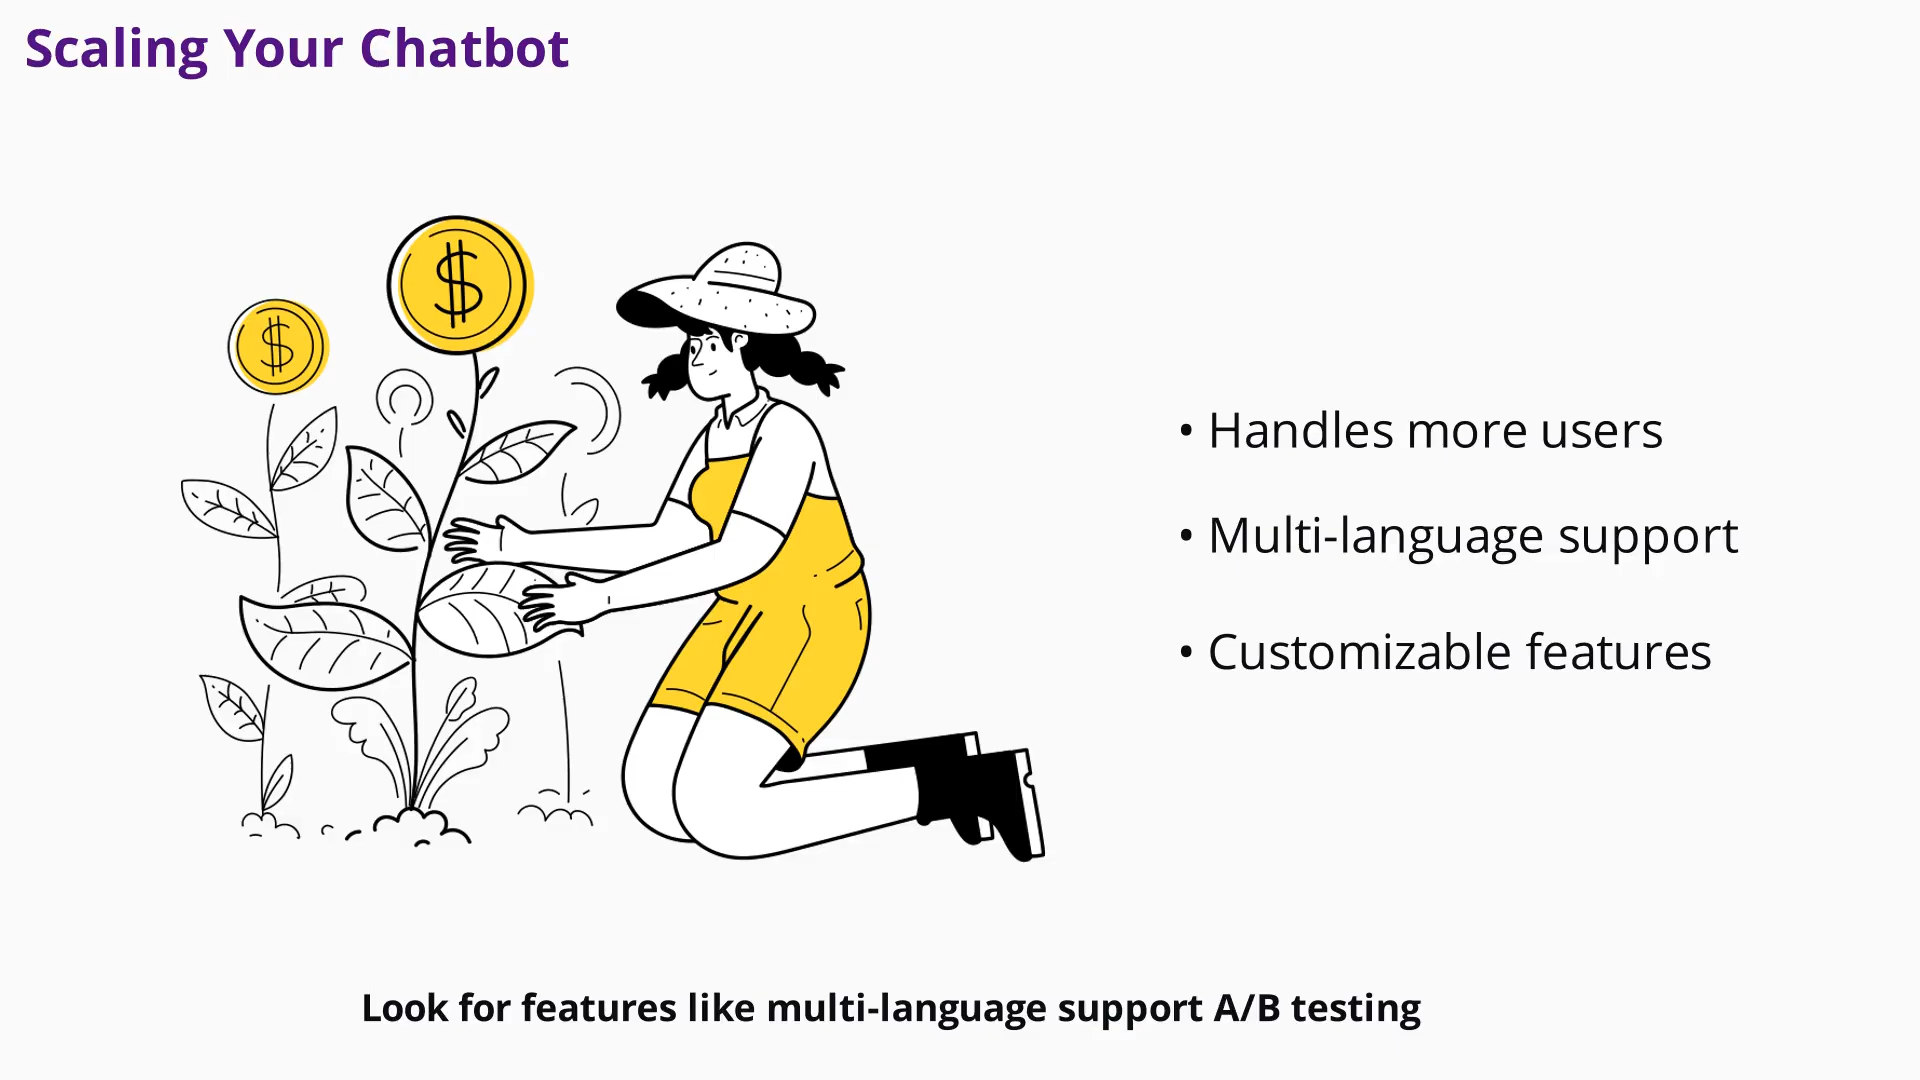 Scaling Your Chatbot
$
$
• Handles more users
• Multi-language support
• Customizable features
Look for features like multi-language support A/B testing